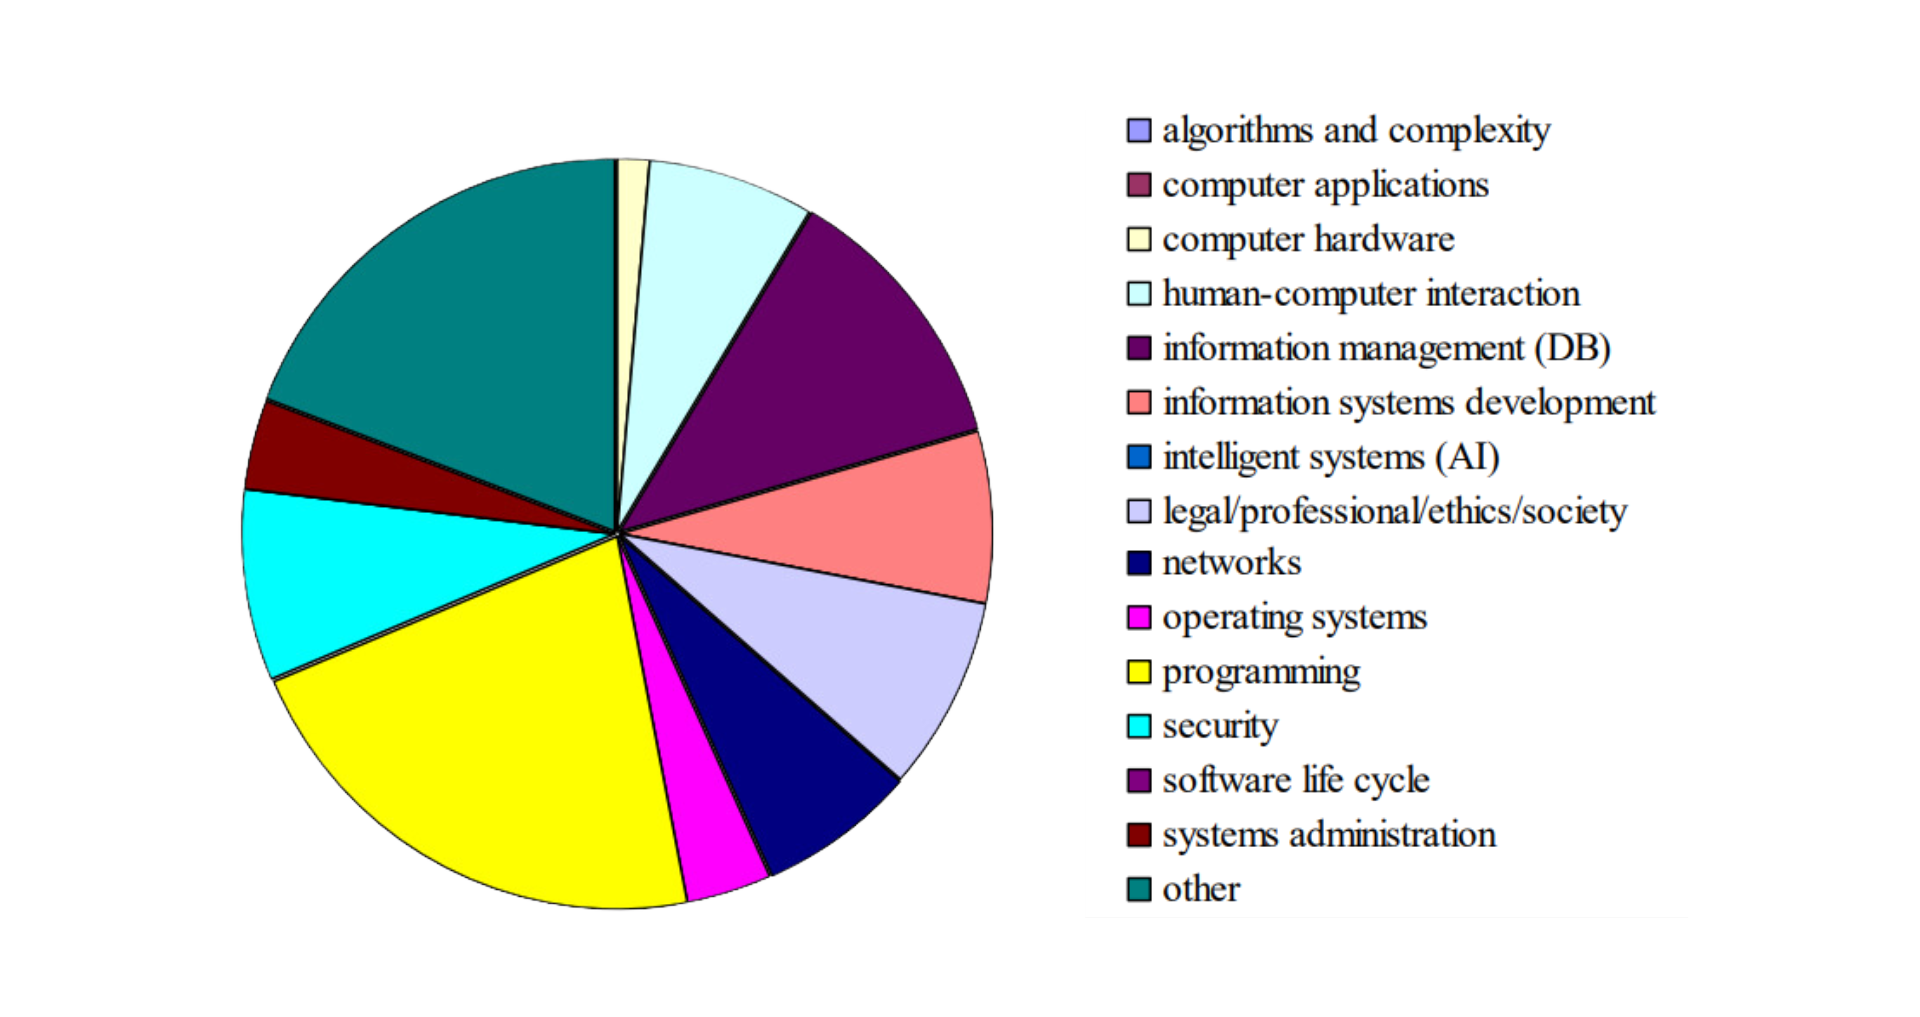 algorithms and complexity
computer applications
computer hardware
human-computer interaction
information management (DB)
information systems development
intelligent systems (AI)
legal/professional/ethics/society
networks
operating systems
programming
security
software life cycle
systems administration
other